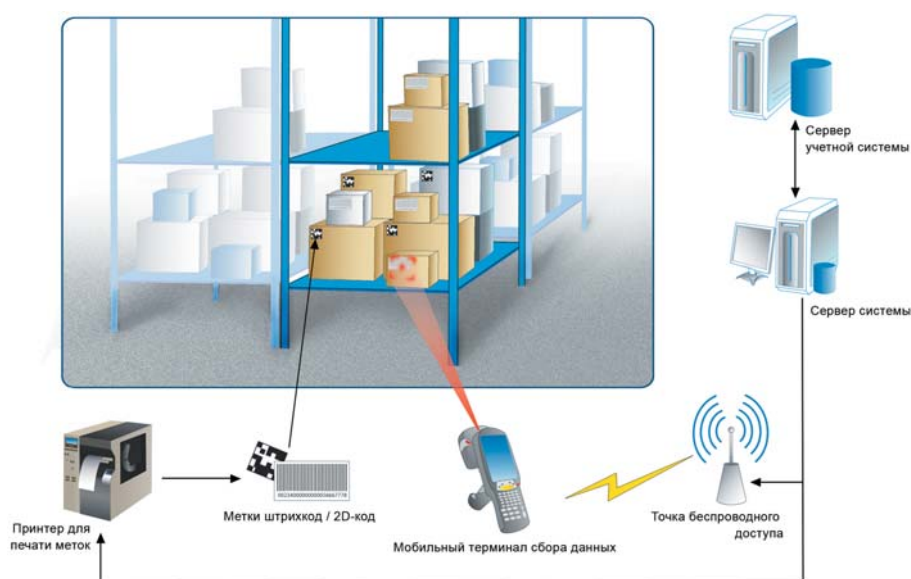 Сервер
учетной системы
Сервер системы
Принтер для
печати меток
Метки штрихкод / 2D-код
Мобильный терминал сбора данных
Точка беспроводного
доступа